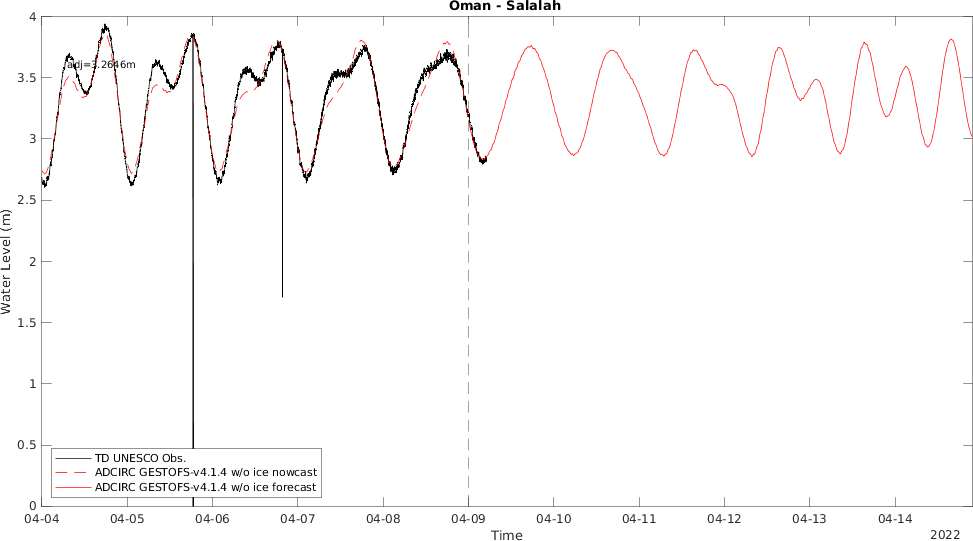 Oman - Salalah
4
adj=3.2646m
3.5
3
2.5
2
Water Level (m)
1.5
1
0.5
TD UNESCO Obs.
ADCIRC GESTOFS-v4.1.4 w/o ice nowcast
ADCIRC GESTOFS-v4.1.4 w/o ice forecast
0
04-04 04-05 04-06 04-07 04-08 04-09 04-10 04-11 04-12 04-13 04-14
Time
2022